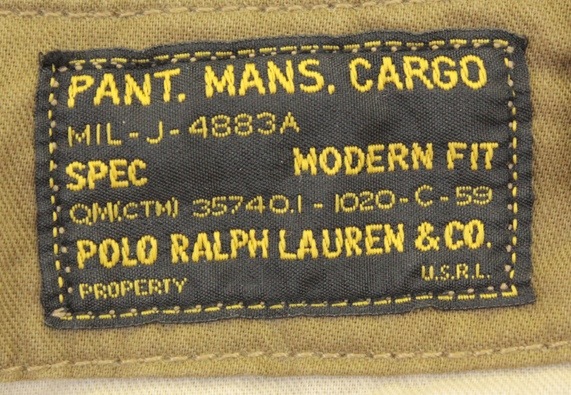 PANT. MANS. CARGO
MIL-J-4883A
SPEC MODERN FIT
QM(CTM) 35740.1-1020-C-59
POLO RALPH LAUREN & CO.
PROPERTY U.S.R.L.